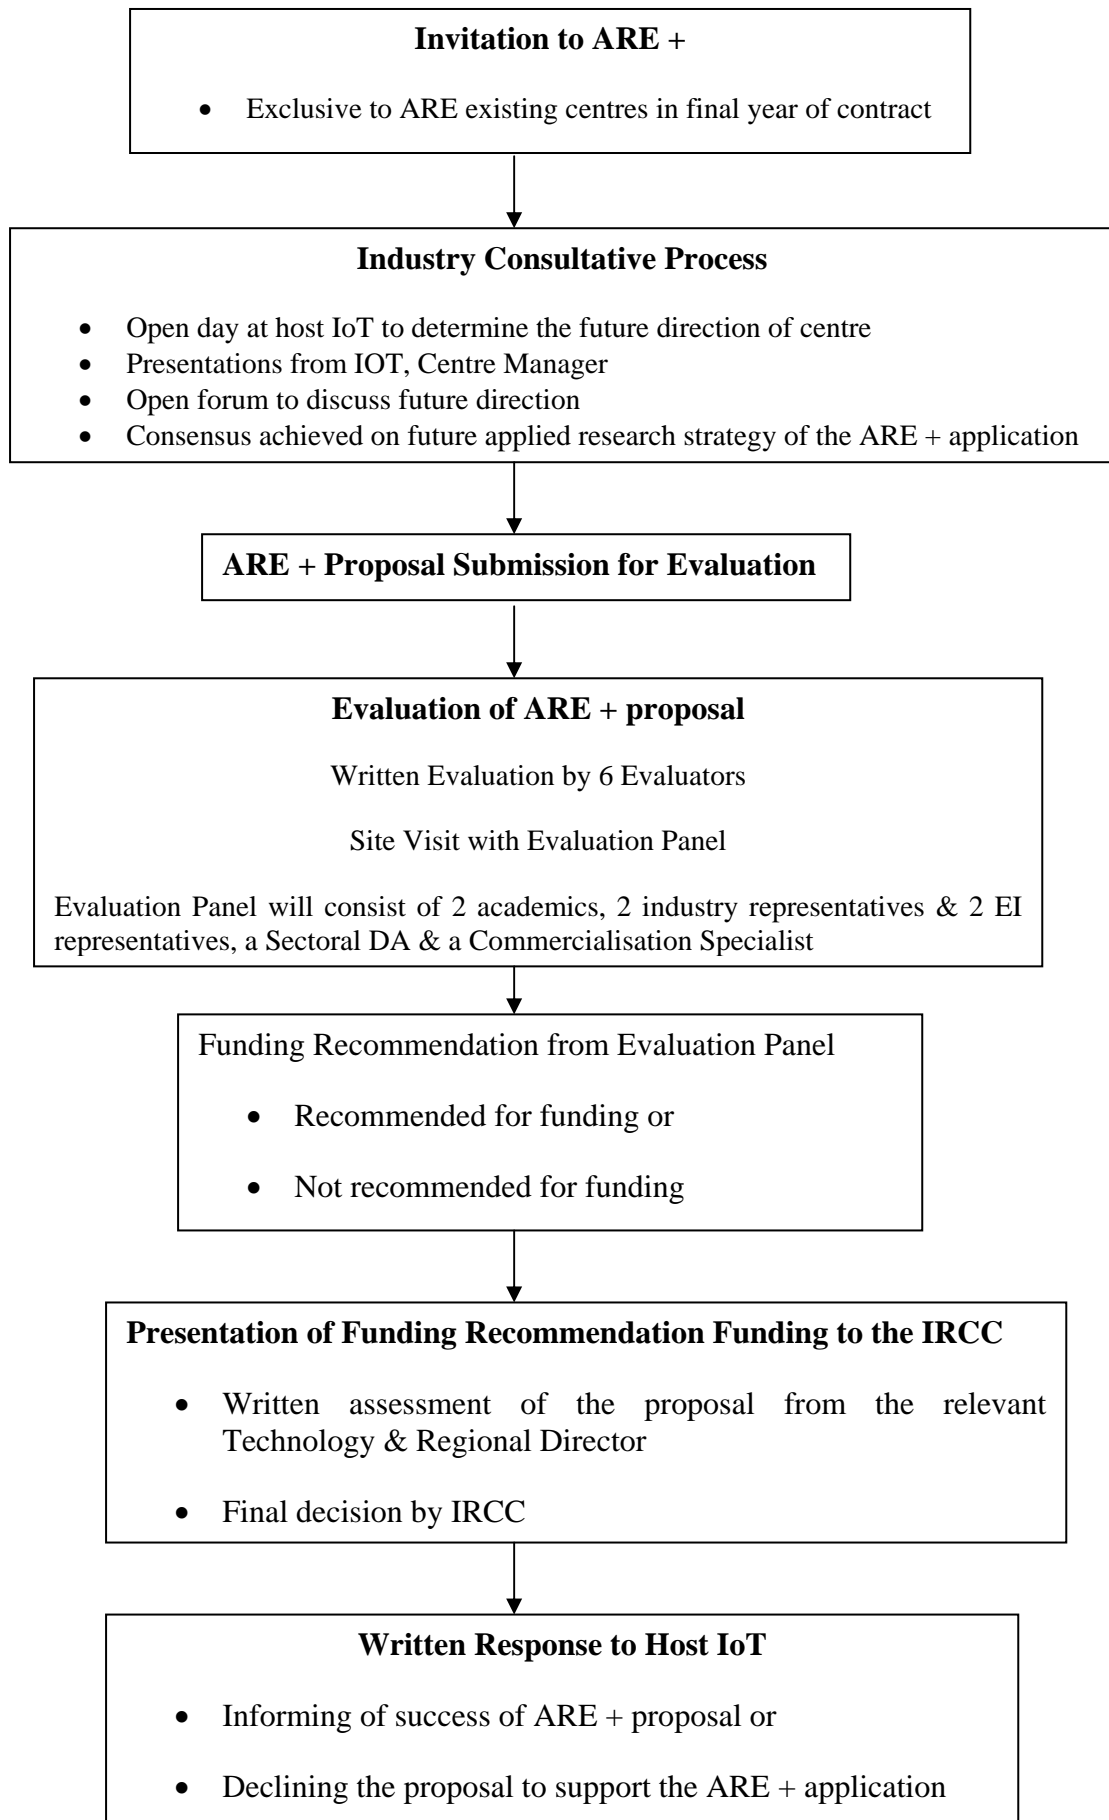 Invitation to ARE +
• Exclusive to ARE existing centres in final year of contract
Industry Consultative Process
• Open day at host IoT to determine the future direction of centre
• Presentations from IOT, Centre Manager
• Open forum to discuss future direction
• Consensus achieved on future applied research strategy of the ARE + application
ARE + Proposal Submission for Evaluation
Evaluation of ARE + proposal
Written Evaluation by 6 Evaluators
Site Visit with Evaluation Panel
Evaluation Panel will consist of 2 academics, 2 industry representatives & 2 EI
representatives, a Sectoral DA & a Commercialisation Specialist
Funding Recommendation from Evaluation Panel
• Recommended for funding or
• Not recommended for funding
Presentation of Funding Recommendation Funding to the IRCC
• Written assessment of the proposal from the relevant
Technology & Regional Director
• Final decision by IRCC
Written Response to Host IoT
• Informing of success of ARE + proposal or
• Declining the proposal to support the ARE + application